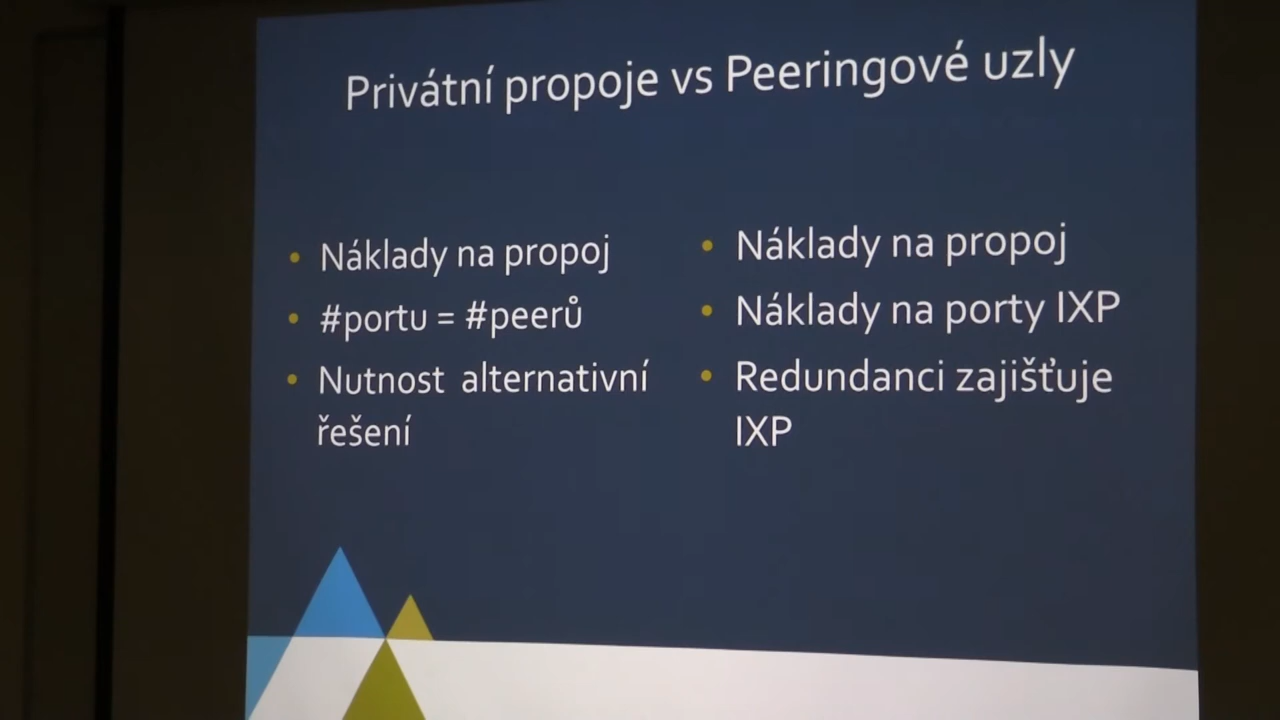 Privátní propoje vs Peeringové uzly
Náklady na propoj
#portu = #peerů
Nutnost alternativní
řešení
Náklady na propoj
Náklady na porty IXP
Redundanci zajišťuje
IXP